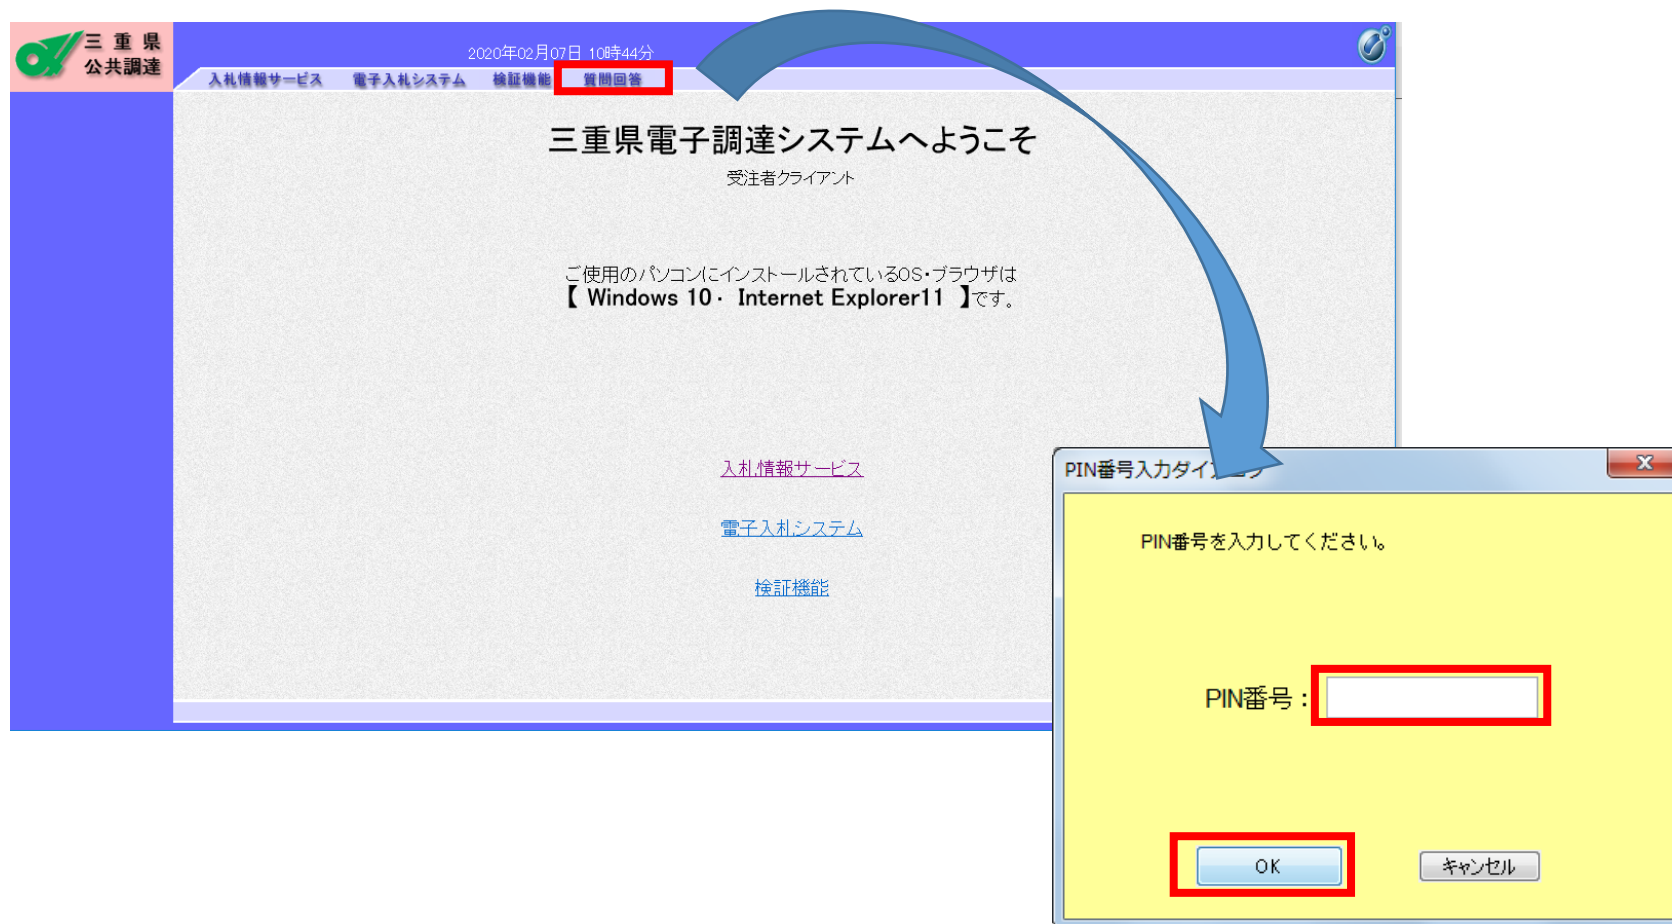 三重県
公共調達
2020年02月07日 10時44分
入札情報サービス 電子入札システム 検証機能 質問回答
三重県電子調達システムへようこそ
受注者クライアント
ご使用のパソコンにインストールされているOS・ブラウザは
【 Windows 10・ Internet Explorer11 】です。
入札情報サービス
電子入札システム
検証機能
PIN番号入力ダイアログ
PIN番号を入力してください。
PIN番号：
OK キャンセル